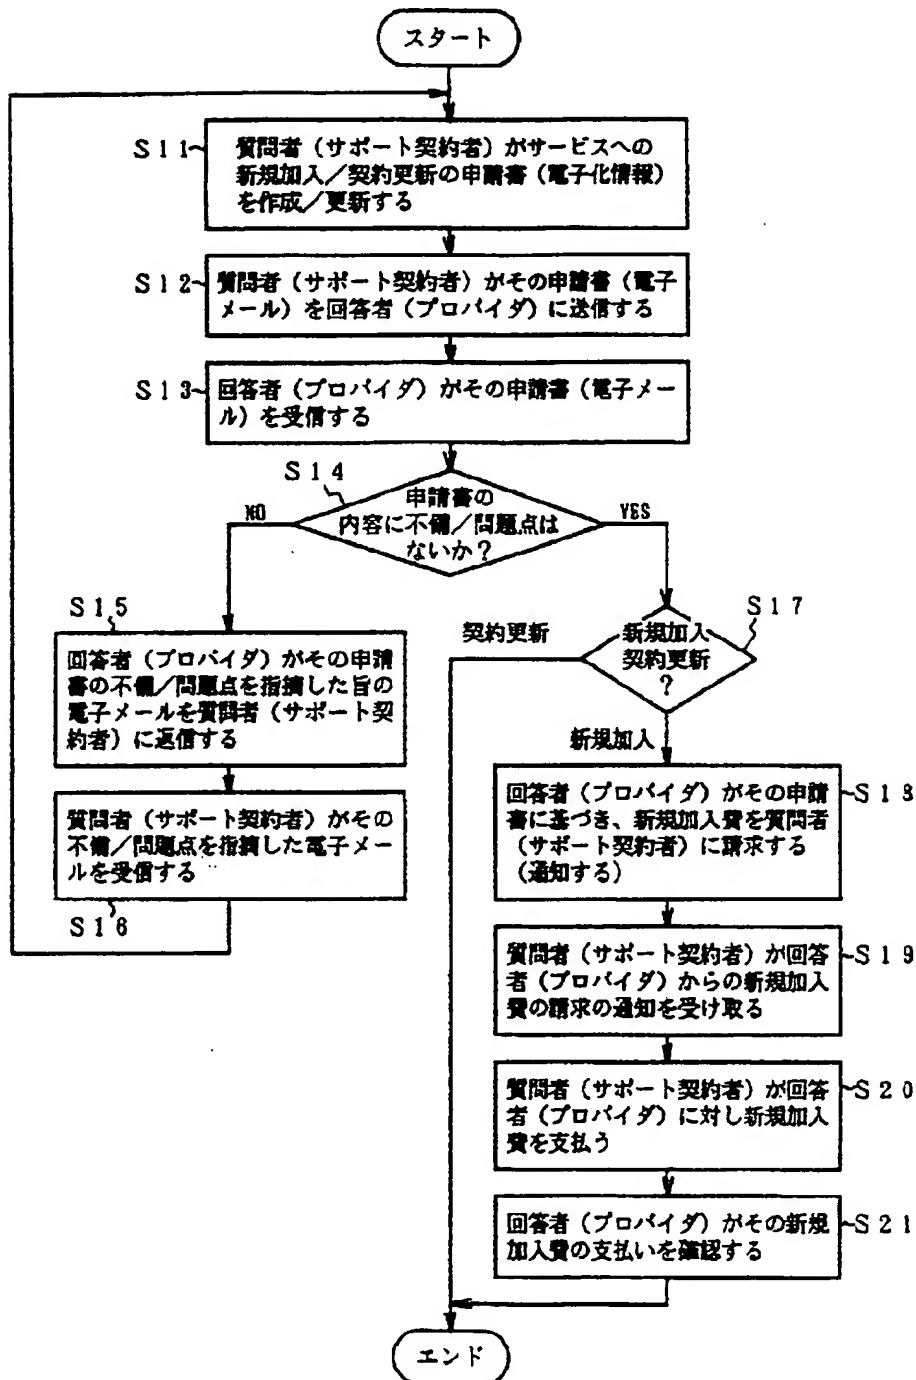 スタート
S11
質問者（サポート契約者）がサービスへの
新規加入／契約更新の申請書（電子化情報）
を作成／更新する
S12
質問者（サポート契約者）がその申請書（電子
メール）を回答者（プロバイダ）に送信する
S13
回答者（プロバイダ）がその申請書（電子メー
ル）を受信する
S14
申請書の
内容に不備／問題点は
ないか？
NO
YES
S15
回答者（プロバイダ）がその申請
書の不備／問題点を指摘した旨の
電子メールを質問者（サポート契
約者）に返信する
質問者（サポート契約者）がその
不備／問題点を指摘した電子メー
ルを受信する
S16
S17
新規加入
契約更新
？
契約更新
新規加入
回答者（プロバイダ）がその申請
書に基づき、新規加入費を質問者
（サポート契約者）に請求する
（通知する）
S18
質問者（サポート契約者）が回答
者（プロバイダ）からの新規加入
費の請求の通知を受け取る
S19
質問者（サポート契約者）が回答
者（プロバイダ）に対し新規加入
費を支払う
S20
回答者（プロバイダ）がその新規
加入費の支払いを確認する
S21
エンド